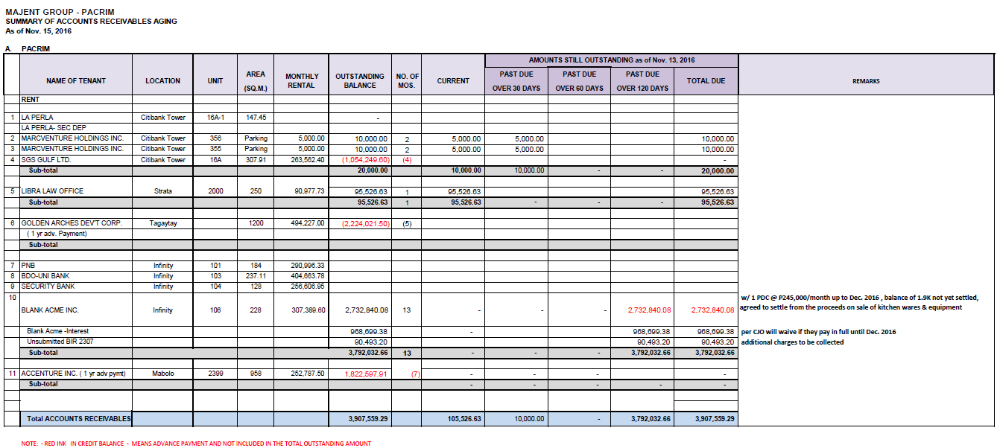 MAJENT GROUP - PACRIM
SUMMARY OF ACCOUNTS RECEIVABLES AGING
As of Nov. 15, 2016
A. PACRIM
NAME OF TENANT LOCATION UNIT AREA (SQ.M.) MONTHLY RENTAL OUTSTANDING BALANCE NO. OF MOS. CURRENT AMOUNTS STILL OUTSTANDING as of Nov. 13, 2016 REMARKS
PAST DUE OVER 30 DAYS PAST DUE OVER 60 DAYS PAST DUE OVER 120 DAYS TOTAL DUE
RENT
1 LA PERLA Citibank Tower 16A-1 147.45 -
LA PERLA- SEC DEP
2 MARCVENTURE HOLDINGS INC. Citibank Tower 356 Parking 5,000.00 10,000.00 2 5,000.00 5,000.00 10,000.00
3 MARCVENTURE HOLDINGS INC. Citibank Tower 355 Parking 5,000.00 10,000.00 2 5,000.00 5,000.00 10,000.00
4 SGS GULF LTD. Citibank Tower 16A 307.91 263,562.40 (1,054,249.60) (4) -
Sub-total 20,000.00 10,000.00 10,000.00 - - 20,000.00
5 LIBRA LAW OFFICE Strata 2000 250 90,977.73 95,526.63 1 95,526.63 95,526.63
Sub-total 95,526.63 1 95,526.63 - - - 95,526.63
6 GOLDEN ARCHES DEV'T CORP. Tagaytay 1200 494,227.00 (2,224,021.50) (5)
( 1 yr adv. Payment)
Sub-total
7 PNB Infinity 101 184 290,996.33
8 BDO-UNI BANK Infinity 103 237.11 404,663.78
9 SECURITY BANK Infinity 104 128 256,606.95
10
w/ 1 PDC @ P245,000/month up to Dec. 2016 , balance of 1.9K not yet settled,
BLANK ACME INC. Infinity 106 228 307,389.60 2,732,840.08 13 - - - 2,732,840.08 2,732,840.08 agreed to settle from the proceeds on sale of kitchen wares & equipment
Blank Acme -Interest 968,699.38 - 968,699.38 968,699.38 per CJO will waive if they pay in full until Dec. 2016
Unsubmitted BIR 2307 90,493.20 90,493.20 90,493.20 additional charges to be collected
Sub-total 3,792,032.66 13 - - - 3,792,032.66 3,792,032.66
11 ACCENTURE INC. ( 1 yr adv pymt) Mabolo 2399 958 252,787.50 1,822,597.91 (7) - - - - -
Sub-total - - - - -
Total ACCOUNTS RECEIVABLES 3,907,559.29 105,526.63 10,000.00 - 3,792,032.66 3,907,559.29
NOTE: - RED INK IN CREDIT BALANCE - MEANS ADVANCE PAYMENT AND NOT INCLUDED IN THE TOTAL OUTSTANDING AMOUNT